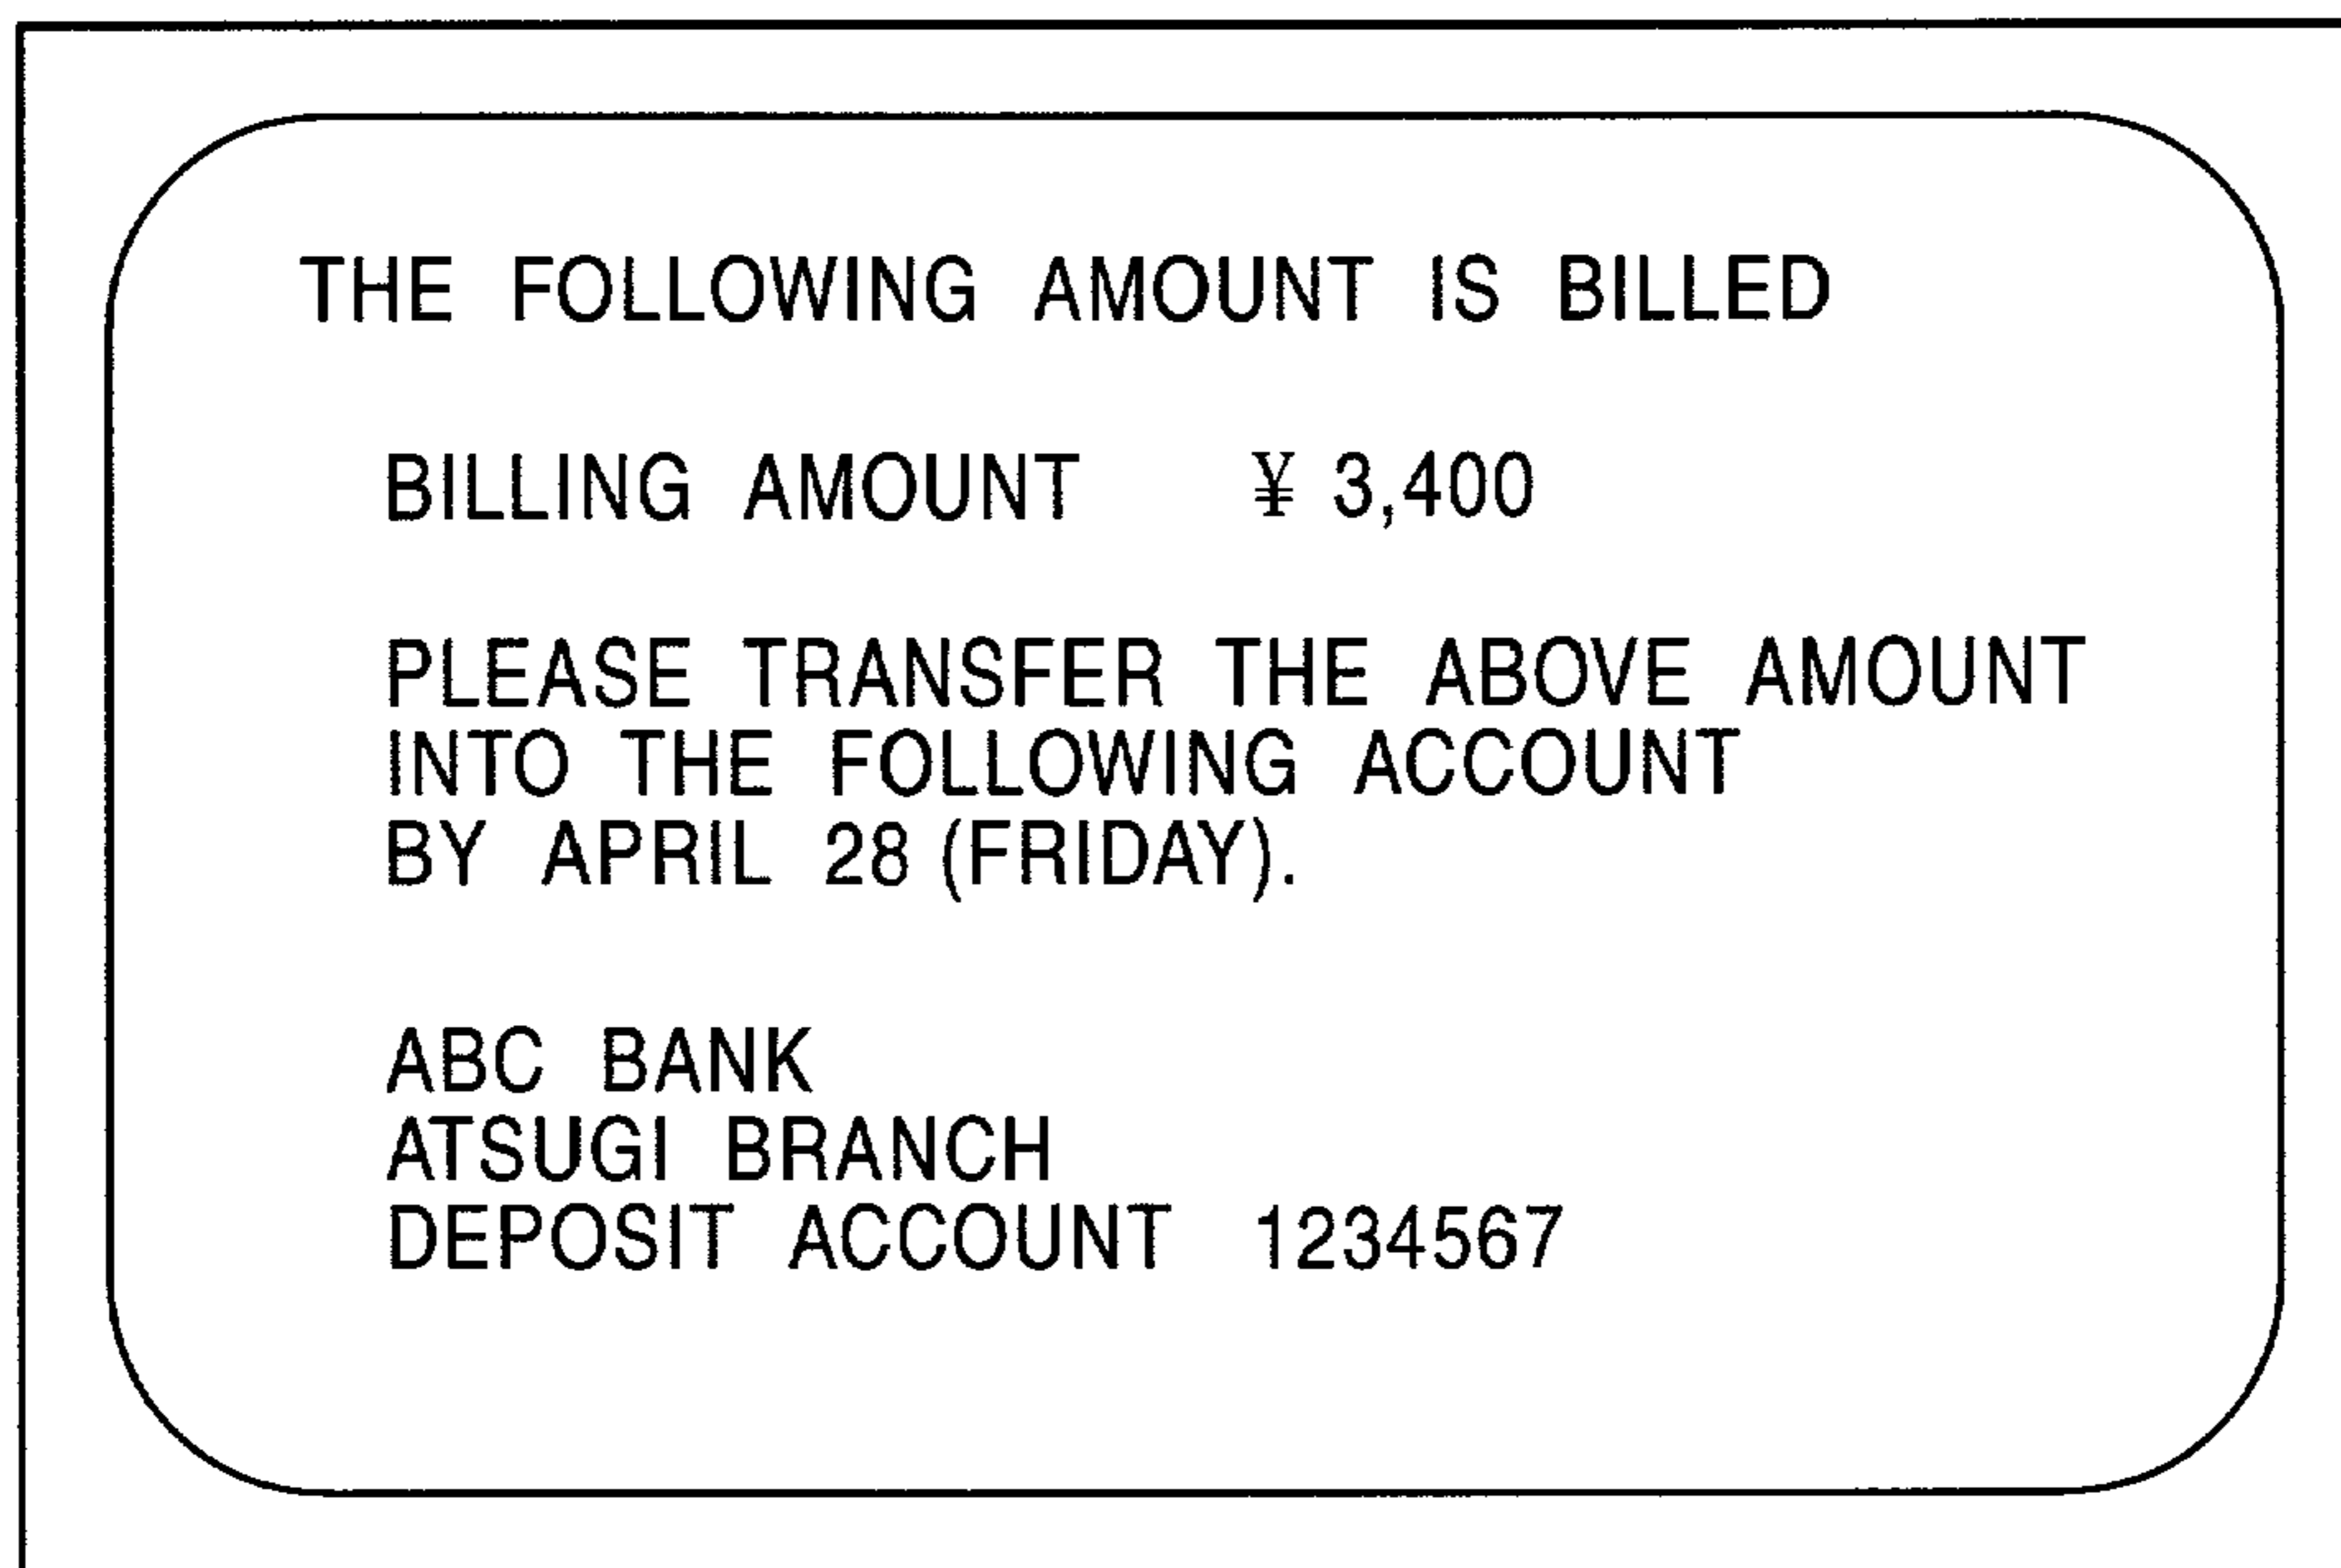 THE FOLLOWING AMOUNT IS BILLED
BILLING AMOUNT ¥ 3,400
PLEASE TRANSFER THE ABOVE AMOUNT
INTO THE FOLLOWING ACCOUNT
BY APRIL 28 (FRIDAY).
ABC BANK
ATSUGI BRANCH
DEPOSIT ACCOUNT 1234567